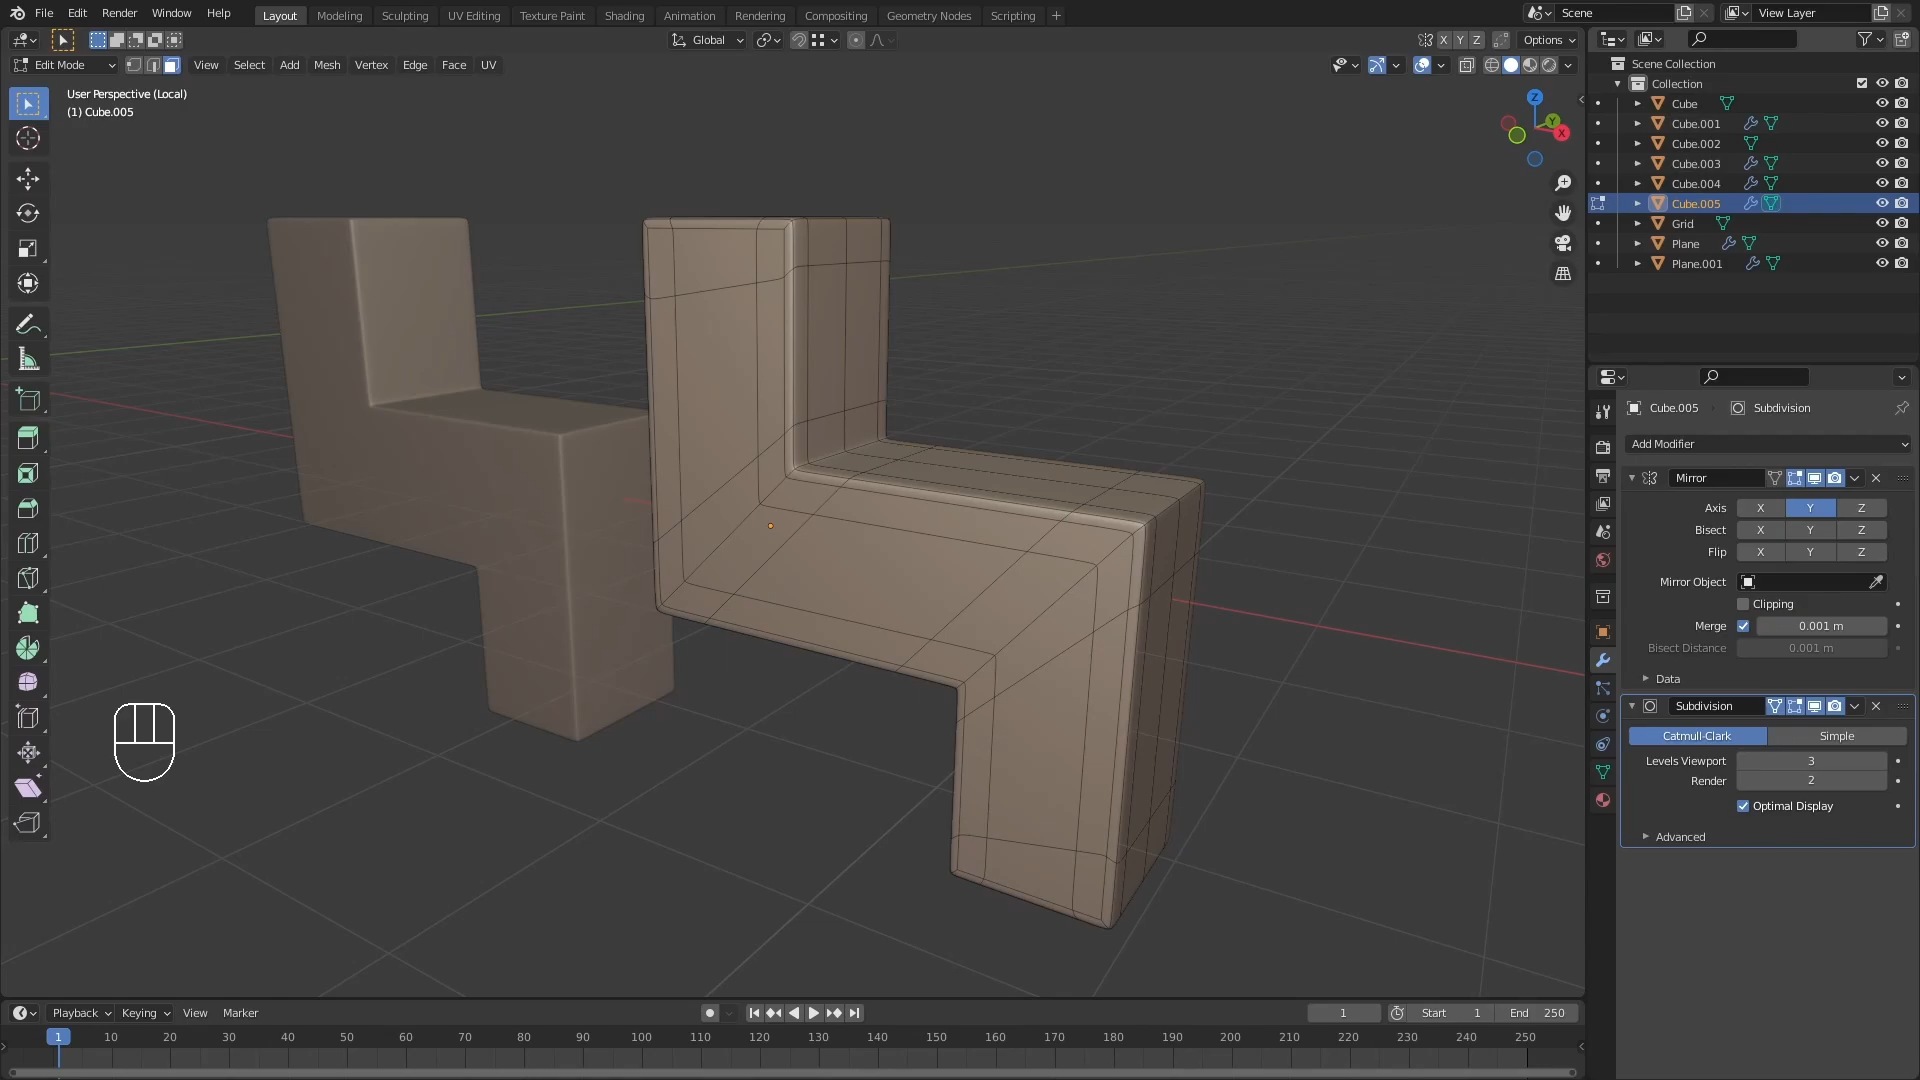 File Edit Render Window Help Layout Modeling Sculpting UV Editing Texture Paint Shading Animation Rendering Compositing Geometry Nodes Scripting + Scene View Layer
Global X Y Z Options
Edit Mode View Select Add Mesh Vertex Edge Face UV
User Perspective (Local)
(1) Cube.005
Z
Y
X
Scene Collection
Collection
Cube
Cube.001
Cube.002
Cube.003
Cube.004
Cube.005
Grid
Plane
Plane.001
Cube.005 Subdivision
Add Modifier
Mirror
Axis X Y Z
Bisect X Y Z
Flip X Y Z
Mirror Object
Clipping
Merge 0.001 m
Bisect Distance 0.001 m
Data
Subdivision
Catmull-Clark Simple
Levels Viewport 3
Render 2
Optimal Display
Advanced
Playback Keying View Marker 1 Start 1 End 250
1 10 20 30 40 50 60 70 80 90 100 110 120 130 140 150 160 170 180 190 200 210 220 230 240 250